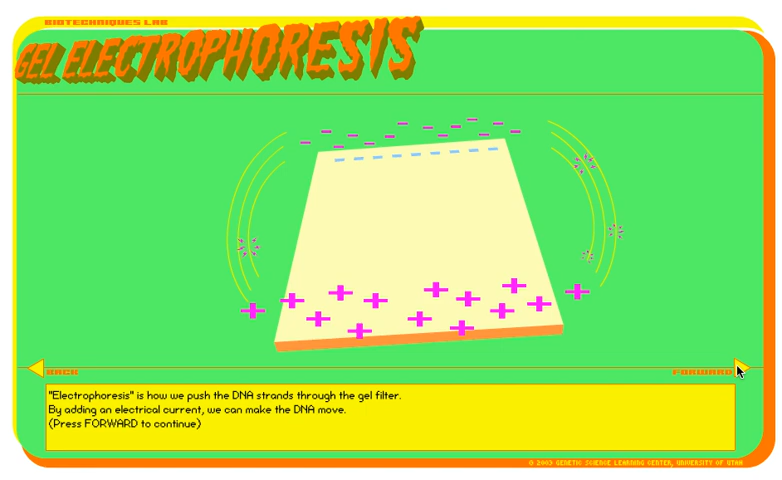 BIOTECHNIQUES LAB
GEL ELECTROPHORESIS
BACK
FORWARD
"Electrophoresis" is how we push the DNA strands through the gel filter.
By adding an electrical current, we can make the DNA move.
(Press FORWARD to continue)
© 2003 GENETIC SCIENCE LEARNING CENTER, UNIVERSITY OF UTAH